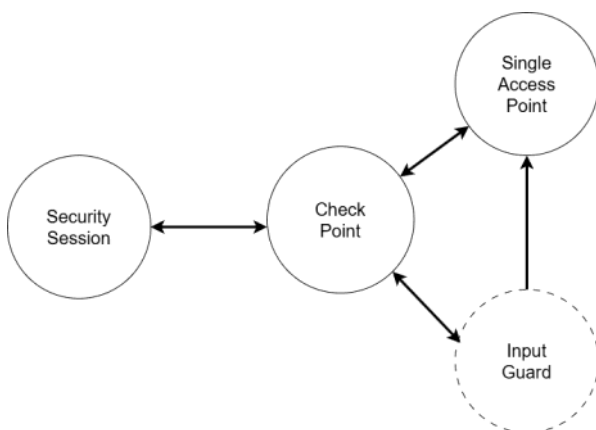 Single
Access
Point
Security
Session
Check
Point
Input
Guard